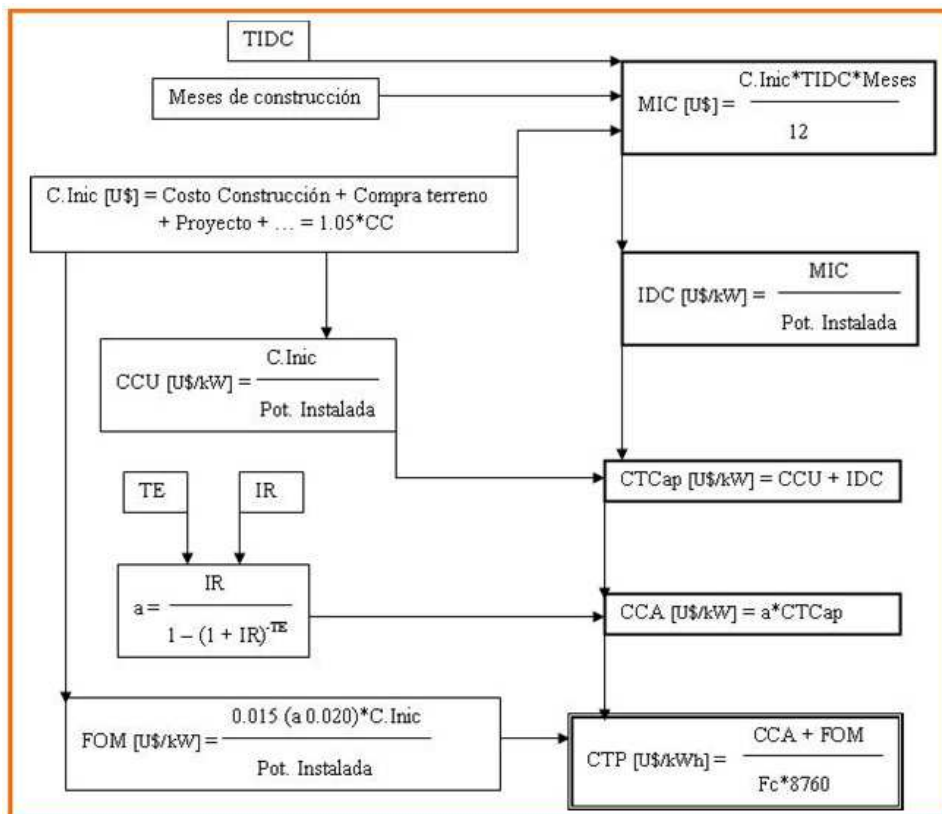 TIDC
Meses de construcción
MIC [U$] = C.Inic*TIDC*Meses
12
C.Inic [U$] = Costo Construcción + Compra terreno
+ Proyecto + … = 1.05*CC
IDC [U$/kW] = MIC
Pot. Instalada
CCU [U$/kW] = C.Inic
Pot. Instalada
CTCap [U$/kW] = CCU + IDC
TE
IR
a = IR
1 – (1 + IR)-TE
CCA [U$/kW] = a*CTCap
FOM [U$/kW] = 0.015 (a 0.020)*C.Inic
Pot. Instalada
CTP [U$/kWh] = CCA + FOM
Fc*8760